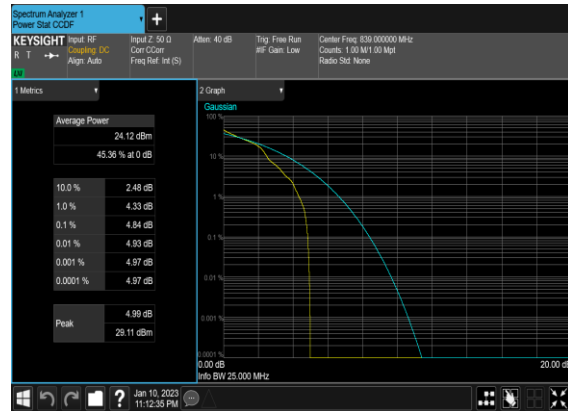 Spectrum Analyzer 1
Power Stat CCDF
+
KEYSIGHT
R T
LW
Input: RF
Coupling: DC
Align: Auto
Input Z: 50 Ω
Corr CCorr
Freq Ref: Int (S)
Atten: 40 dB
Trig: Free Run
#IF Gain: Low
Center Freq: 839.000000 MHz
Counts: 1.00 M/1.00 Mpt
Radio Std: None
1 Metrics
Average Power
24.12 dBm
45.36 % at 0 dB
10.0 % 2.48 dB
1.0 % 4.33 dB
0.1 % 4.84 dB
0.01 % 4.93 dB
0.001 % 4.97 dB
0.0001 % 4.97 dB
Peak
4.99 dB
29.11 dBm
2 Graph
Gaussian
100 %
10 %
1 %
0.1 %
0.01 %
0.001 %
0.0001 %
0.00 dB
20.00 dB
Info BW 25.000 MHz
?
Jan 10, 2023
11:12:35 PM